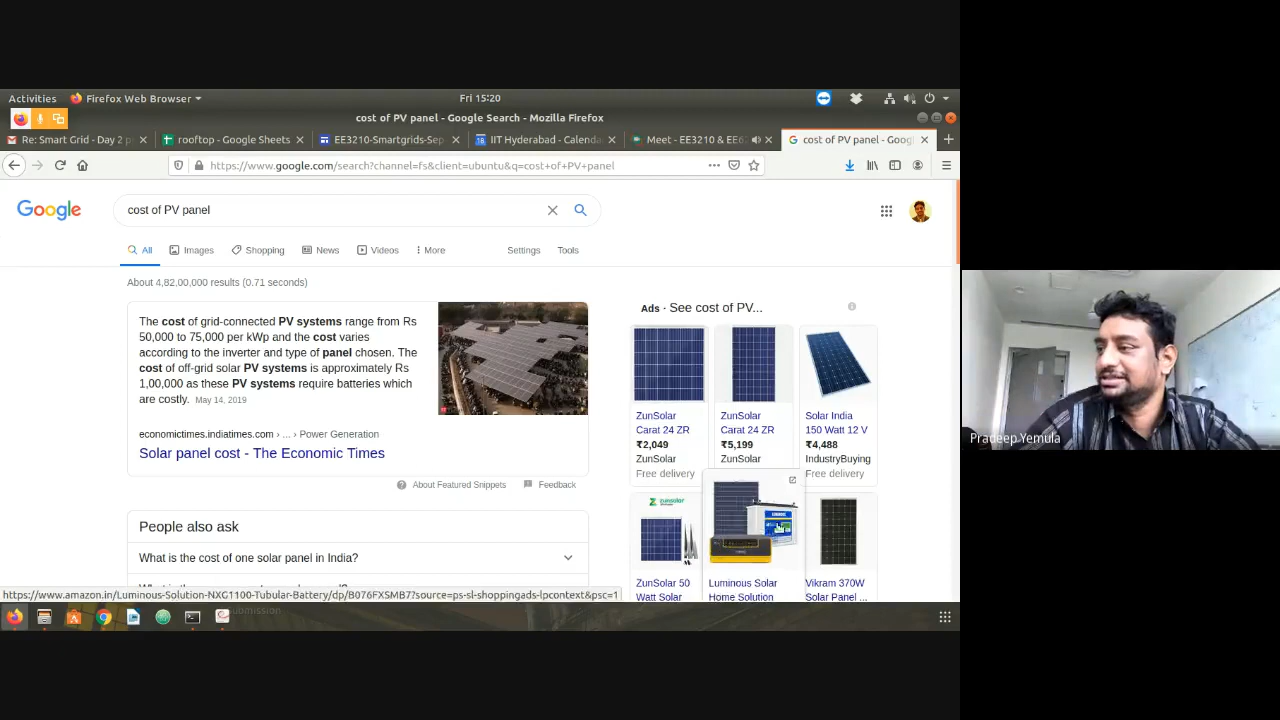 Activities
Firefox Web Browser
Fri 15:20
cost of PV panel - Google Search - Mozilla Firefox
Re: Smart Grid - Day 2 p
rooftop - Google Sheets
EE3210-Smartgrids-Sep
IIT Hyderabad - Calenda
Meet - EE3210 & EE6
cost of PV panel - Goog
https://www.google.com/search?channel=fs&client=ubuntu&q=cost+of+PV+panel
Google
cost of PV panel
All
Images
Shopping
News
Videos
More
Settings
Tools
About 4,82,00,000 results (0.71 seconds)
The cost of grid-connected PV systems range from Rs
50,000 to 75,000 per kWp and the cost varies
according to the inverter and type of panel chosen. The
cost of off-grid solar PV systems is approximately Rs
1,00,000 as these PV systems require batteries which
are costly. May 14, 2019
economictimes.indiatimes.com › ... › Power Generation
Solar panel cost - The Economic Times
About Featured Snippets
Feedback
People also ask
What is the cost of one solar panel in India?
Ads · See cost of PV...
ZunSolar
Carat 24 ZR
₹2,049
ZunSolar
Free delivery
ZunSolar
Carat 24 ZR
₹5,199
ZunSolar
Solar India
150 Watt 12 V
₹4,488
IndustryBuying
Free delivery
zunsolar
ZunSolar 50
Watt Solar
Luminous Solar
Home Solution
Vikram 370W
Solar Panel ...
https://www.amazon.in/Luminous-Solution-NXG1100-Tubular-Battery/dp/B076FXSMB7?source=ps-sl-shoppingads-lpcontext&psc=1
Pradeep Yemula